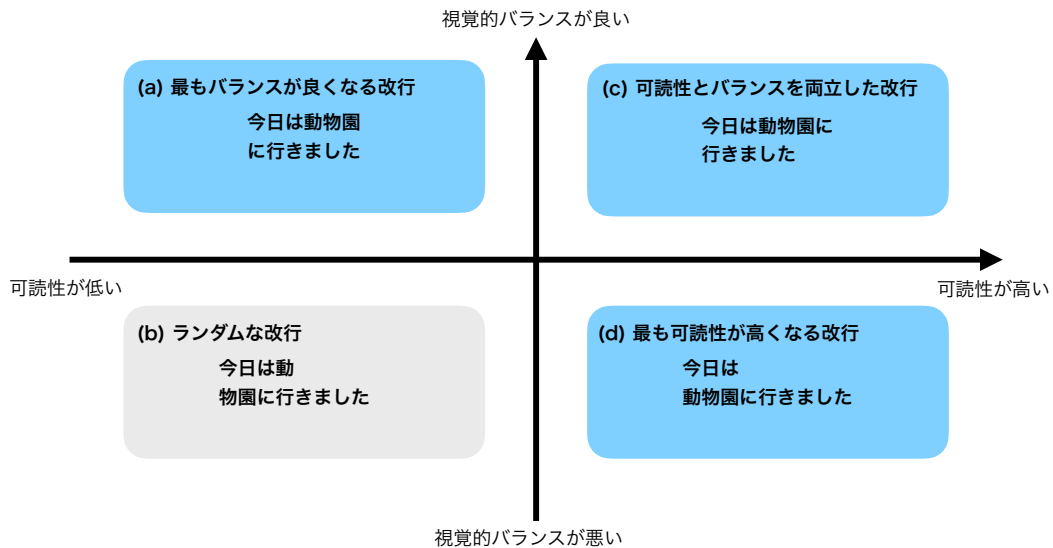 視覚的バランスが良い
(a) 最もバランスが良くなる改行
今日は動物園
に行きました
(c) 可読性とバランスを両立した改行
今日は動物園に
行きました
可読性が低い
可読性が高い
(b) ランダムな改行
今日は動
物園に行きました
(d) 最も可読性が高くなる改行
今日は
動物園に行きました
視覚的バランスが悪い